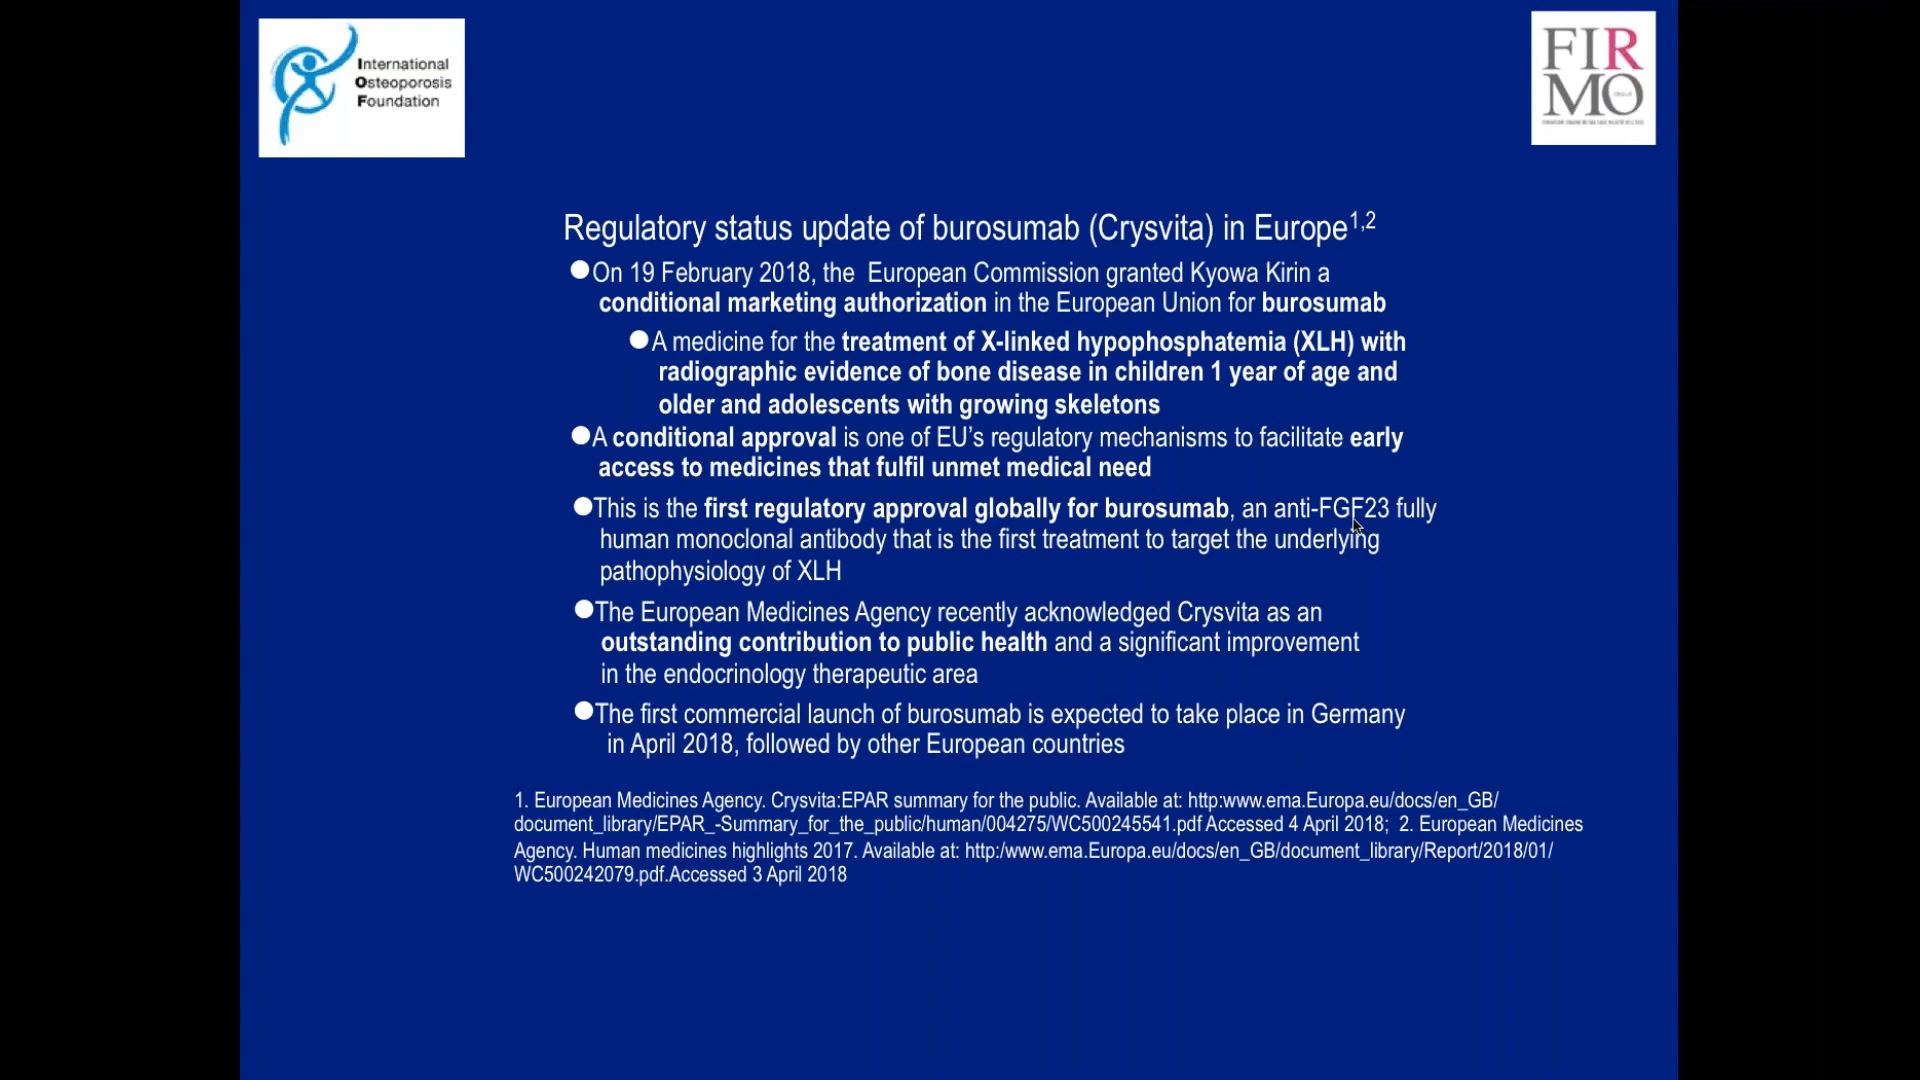 International
Osteoporosis
Foundation
FIR
MO
Regulatory status update of burosumab (Crysvita) in Europe1,2
●On 19 February 2018, the European Commission granted Kyowa Kirin a
conditional marketing authorization in the European Union for burosumab
●A medicine for the treatment of X-linked hypophosphatemia (XLH) with
radiographic evidence of bone disease in children 1 year of age and
older and adolescents with growing skeletons
●A conditional approval is one of EU’s regulatory mechanisms to facilitate early
access to medicines that fulfil unmet medical need
●This is the first regulatory approval globally for burosumab, an anti-FGF23 fully
human monoclonal antibody that is the first treatment to target the underlying
pathophysiology of XLH
●The European Medicines Agency recently acknowledged Crysvita as an
outstanding contribution to public health and a significant improvement
in the endocrinology therapeutic area
●The first commercial launch of burosumab is expected to take place in Germany
in April 2018, followed by other European countries
1. European Medicines Agency. Crysvita:EPAR summary for the public. Available at: http:www.ema.Europa.eu/docs/en_GB/
document_library/EPAR_-Summary_for_the_public/human/004275/WC500245541.pdf Accessed 4 April 2018; 2. European Medicines
Agency. Human medicines highlights 2017. Available at: http:/www.ema.Europa.eu/docs/en_GB/document_library/Report/2018/01/
WC500242079.pdf.Accessed 3 April 2018